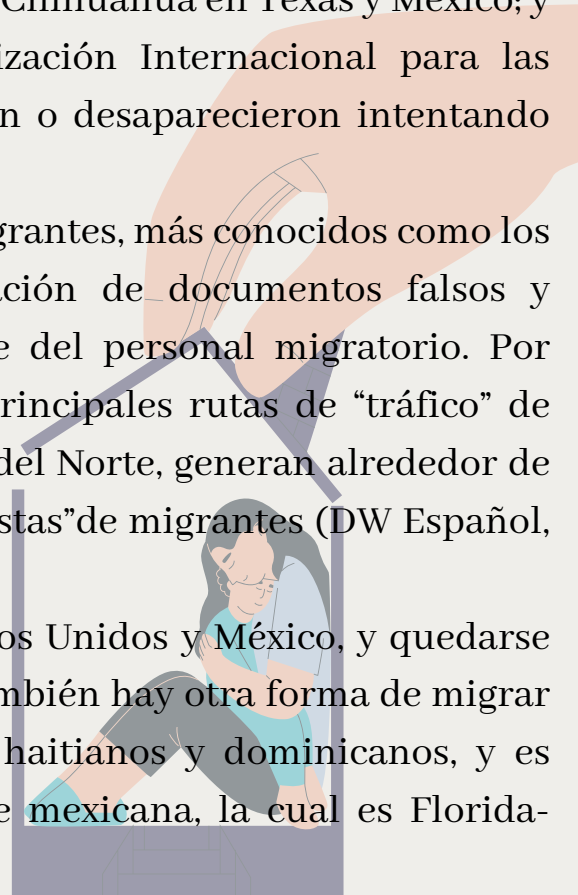 Chihuahua en Texas y México; y
ización Internacional para las
n o desaparecieron intentando
grantes, más conocidos como los
ación de documentos falsos y
e del personal migratorio. Por
rincipales rutas de “tráfico” de
del Norte, generan alrededor de
stas”de migrantes (DW Español,
os Unidos y México, y quedarse
mbién hay otra forma de migrar
haitianos y dominicanos, y es
e mexicana, la cual es Florida-